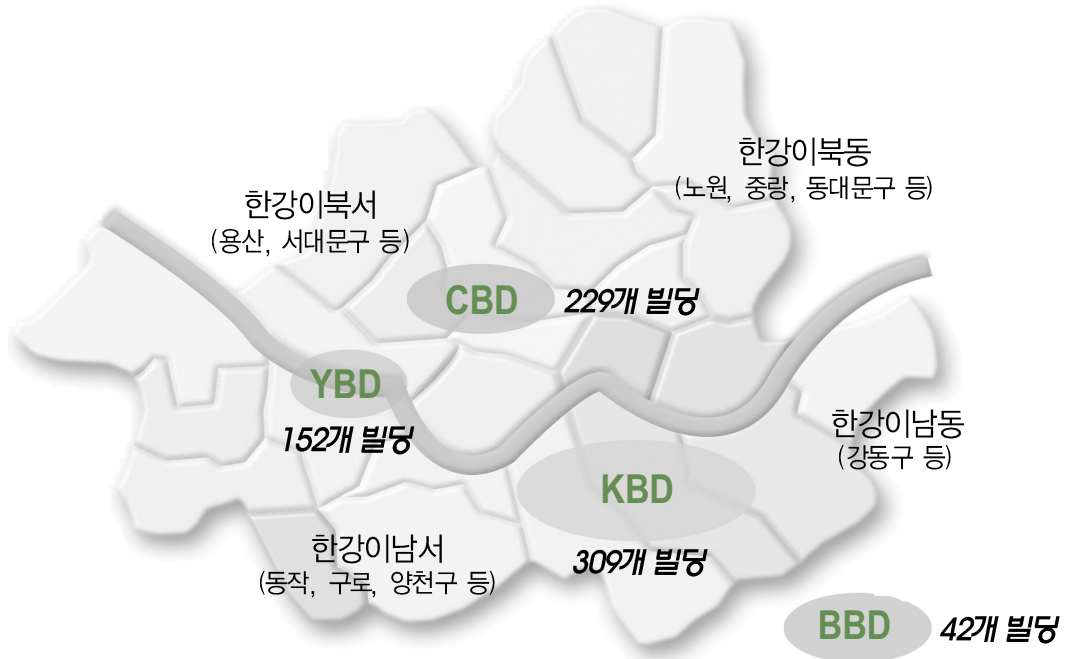 한강이북동
(노원, 중랑, 동대문구 등)
한강이북서
(용산, 서대문구 등)
CBD
229개 빌딩
YBD
152개 빌딩
한강이남동
(강동구 등)
KBD
309개 빌딩
한강이남서
(동작, 구로, 양천구 등)
BBD
42개 빌딩